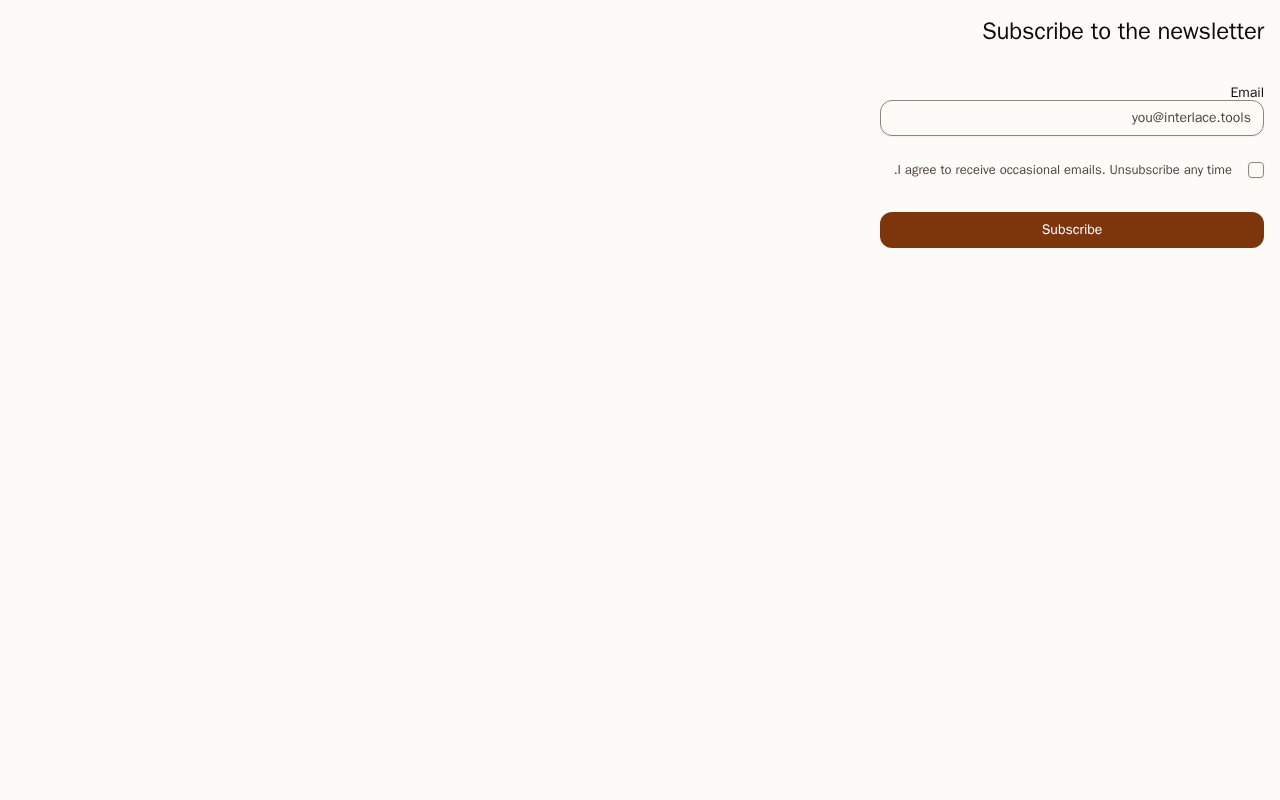 Subscribe to the newsletter
Email
you@interlace.tools
.I agree to receive occasional emails. Unsubscribe any time
Subscribe